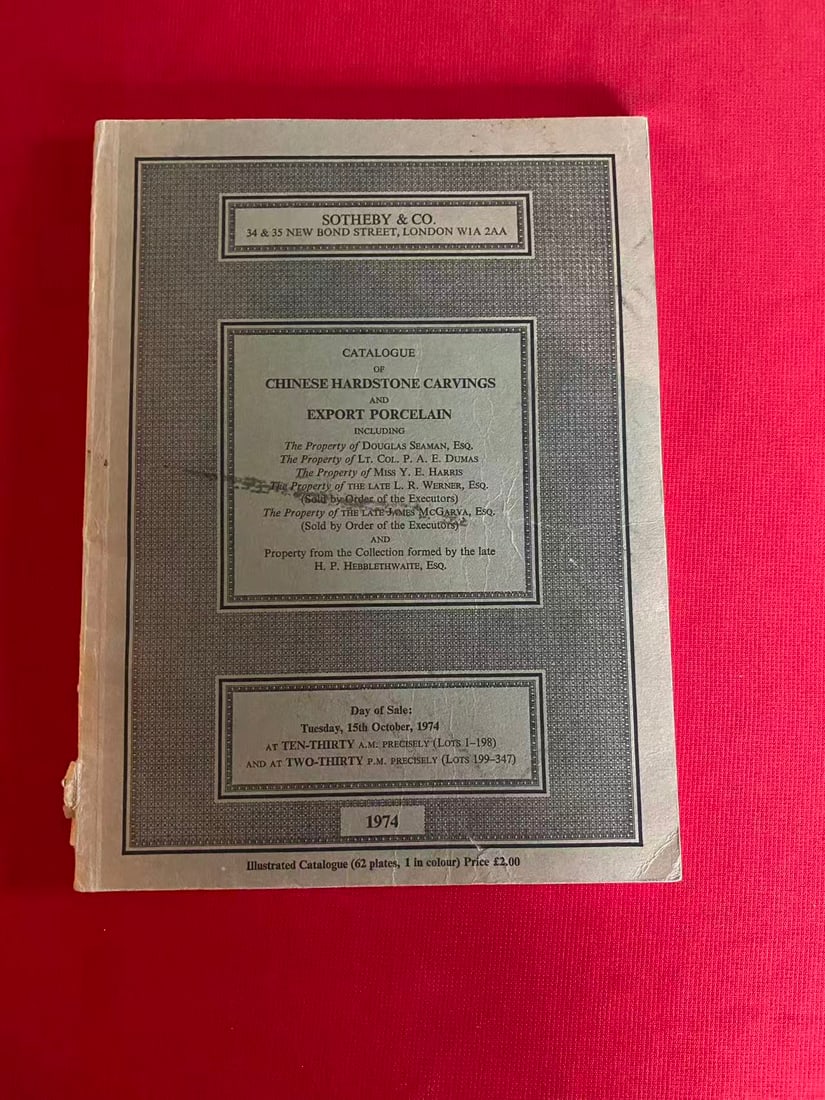 SOTHEBY & CO.
34 & 35 NEW BOND STREET, LONDON W1A 2AA
CATALOGUE
OF
CHINESE HARDSTONE CARVINGS
AND
EXPORT PORCELAIN
INCLUDING
The Property of DOUGLAS SEAMAN, ESQ.
The Property of LT. COL. P. A. E. DUMAS
The Property of MISS Y. E. HARRIS
The Property of THE LATE L. R. WERNER, ESQ.
(Sold by Order of the Executors)
The Property of THE LATE JAMES MCGARVA, ESQ.
(Sold by Order of the Executors)
AND
Property from the Collection formed by the late
H. P. HEBBLETHWAITE, ESQ.
Day of Sale:
Tuesday, 15th October, 1974
AT TEN-THIRTY A.M. PRECISELY (LOTS 1–198)
AND AT TWO-THIRTY P.M. PRECISELY (LOTS 199–347)
1974
Illustrated Catalogue (62 plates, 1 in colour) Price £2.00